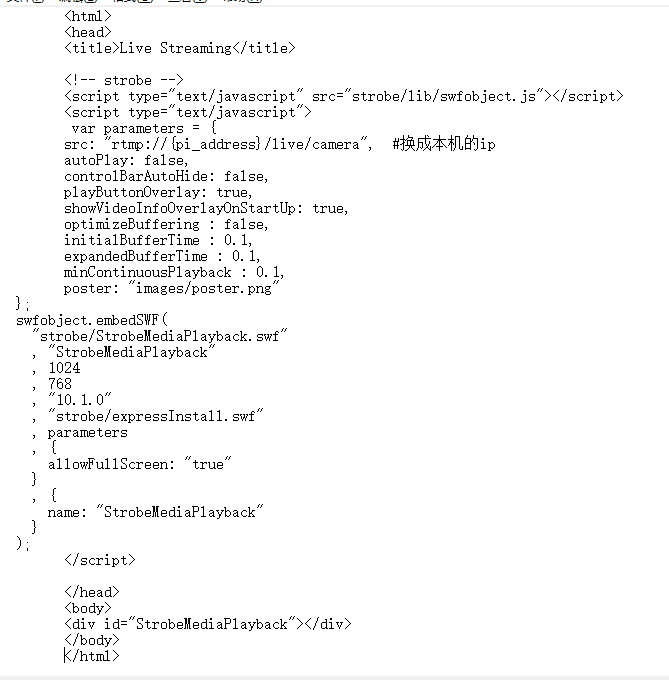 <html>
<head>
<title>Live Streaming</title>
<!-- strobe -->
<script type="text/javascript" src="strobe/lib/swfobject.js"></script>
<script type="text/javascript">
var parameters = {
src: "rtmp://{pi_address}/live/camera",  #换成本机的ip
autoPlay: false,
controlBarAutoHide: false,
playButtonOverlay: true,
showVideoInfoOverlayOnStartUp: true,
optimizeBuffering : false,
initialBufferTime : 0.1,
expandedBufferTime : 0.1,
minContinuousPlayback : 0.1,
poster: "images/poster.png"
};
swfobject.embedSWF(
"strobe/StrobeMediaPlayback.swf"
, "StrobeMediaPlayback"
, 1024
, 768
, "10.1.0"
, "strobe/expressInstall.swf"
, parameters
, {
allowFullScreen: "true"
}
, {
name: "StrobeMediaPlayback"
}
);
</script>
</head>
<body>
<div id="StrobeMediaPlayback"></div>
</body>
</html>